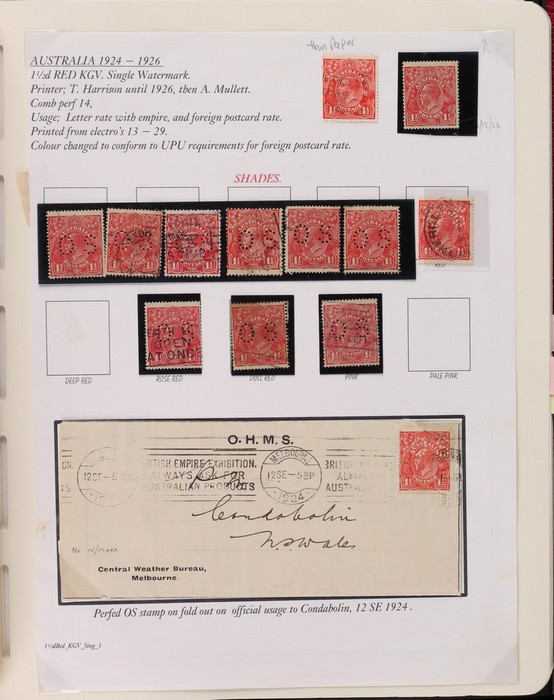 thin Paper
R
AUSTRALIA 1924 – 1926
1½d RED KGV. Single Watermark.
Printer; T. Harrison until 1926, then A. Mullett.
Comb perf 14,
Usage; Letter rate with empire, and foreign postcard rate.
Printed from electro's 13 – 29.
Colour changed to conform to UPU requirements for foreign postcard rate.
SHADES.
RED
DEEP RED
ROSE RED
DULL RED
PINK
PALE PINK
O.H.M.S.
MELBOURNE
12SE-5 30P
1924
BRITISH EMPIRE EXHIBITION.
ALWAYS ASK FOR
AUSTRALIAN PRODUCTS
Condobolin
N.S. Wales
No w/mark
Central Weather Bureau,
Melbourne.
Perfed OS stamp on fold out on official usage to Condabolin, 12 SE 1924 .
1½dRed_KGV_Sing_1